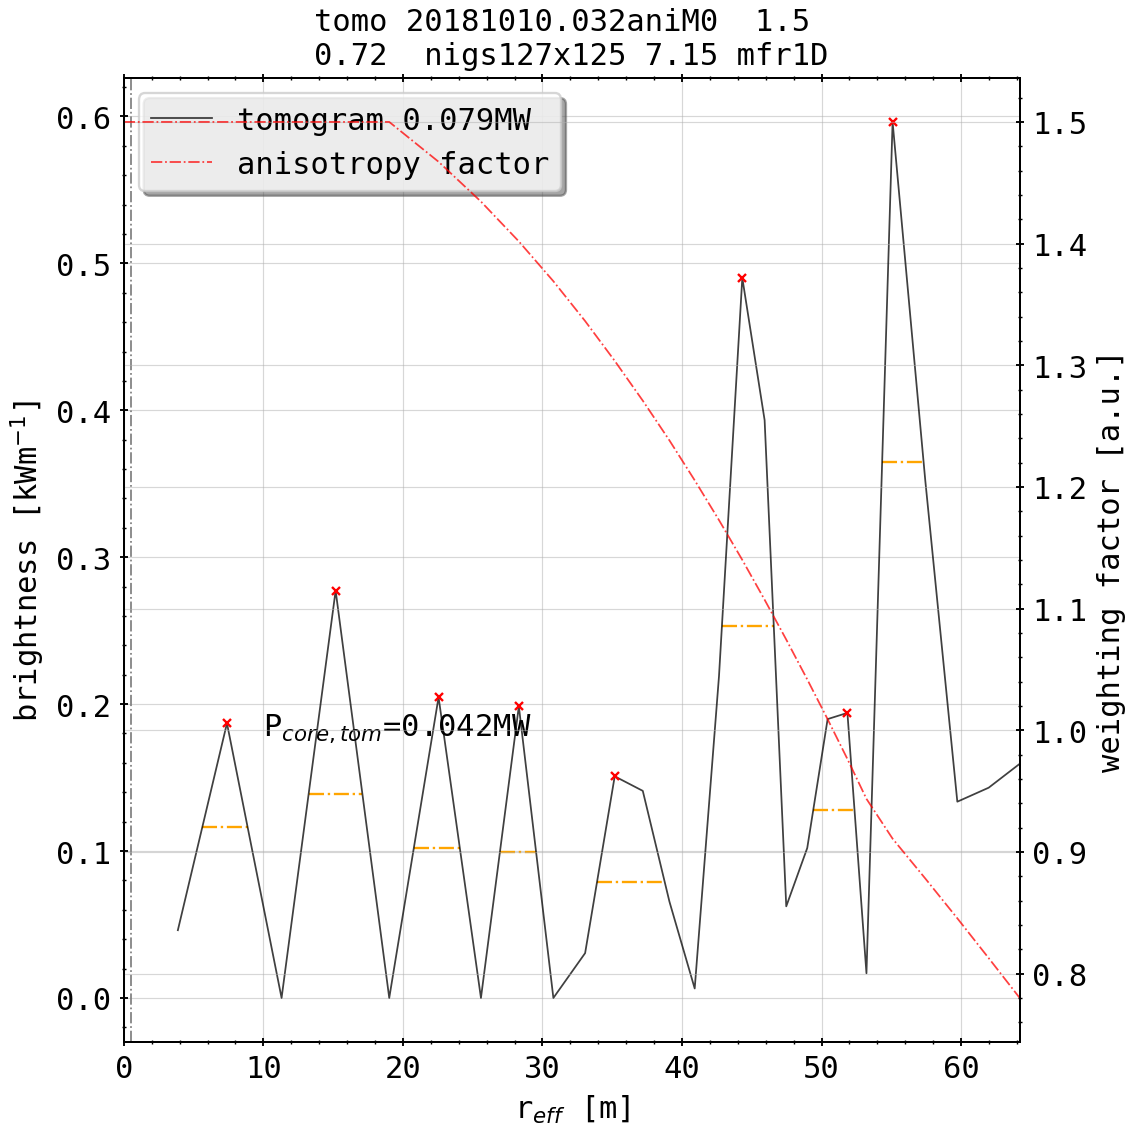 tomo 20181010.032aniM0  1.5
0.72  nigs127x125 7.15 mfr1D
tomogram 0.079MW
anisotropy factor
brightness [kWm⁻¹]
0.6
0.5
0.4
0.3
0.2
0.1
0.0
P_core,tom=0.042MW
1.5
1.4
1.3
1.2
1.1
1.0
0.9
0.8
weighting factor [a.u.]
0 10 20 30 40 50 60
r_eff [m]